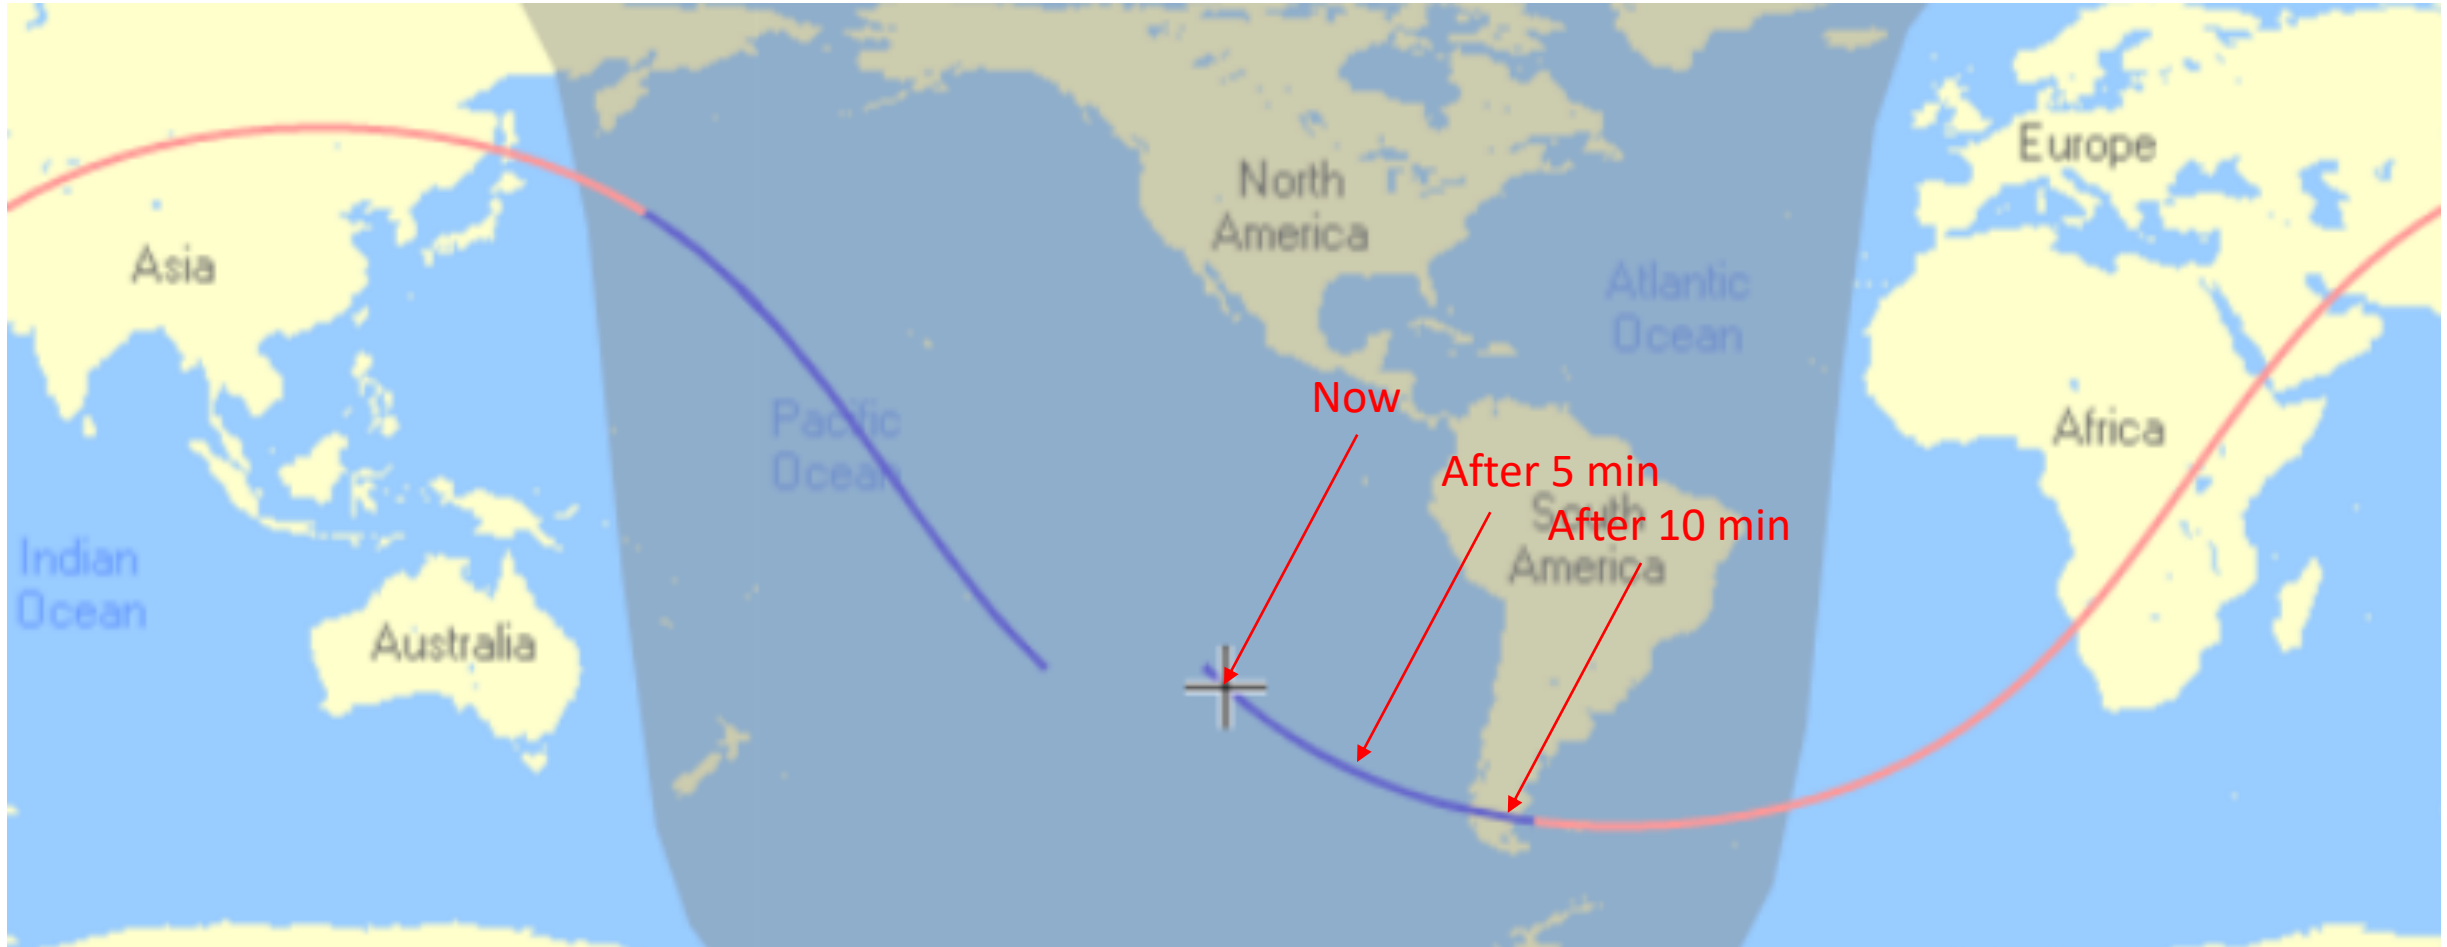 North
America
Europe
Asia
Atlantic
Ocean
Now
Pacific
Ocean
Africa
After 5 min
South
After 10 min
America
Indian
Ocean
Australia